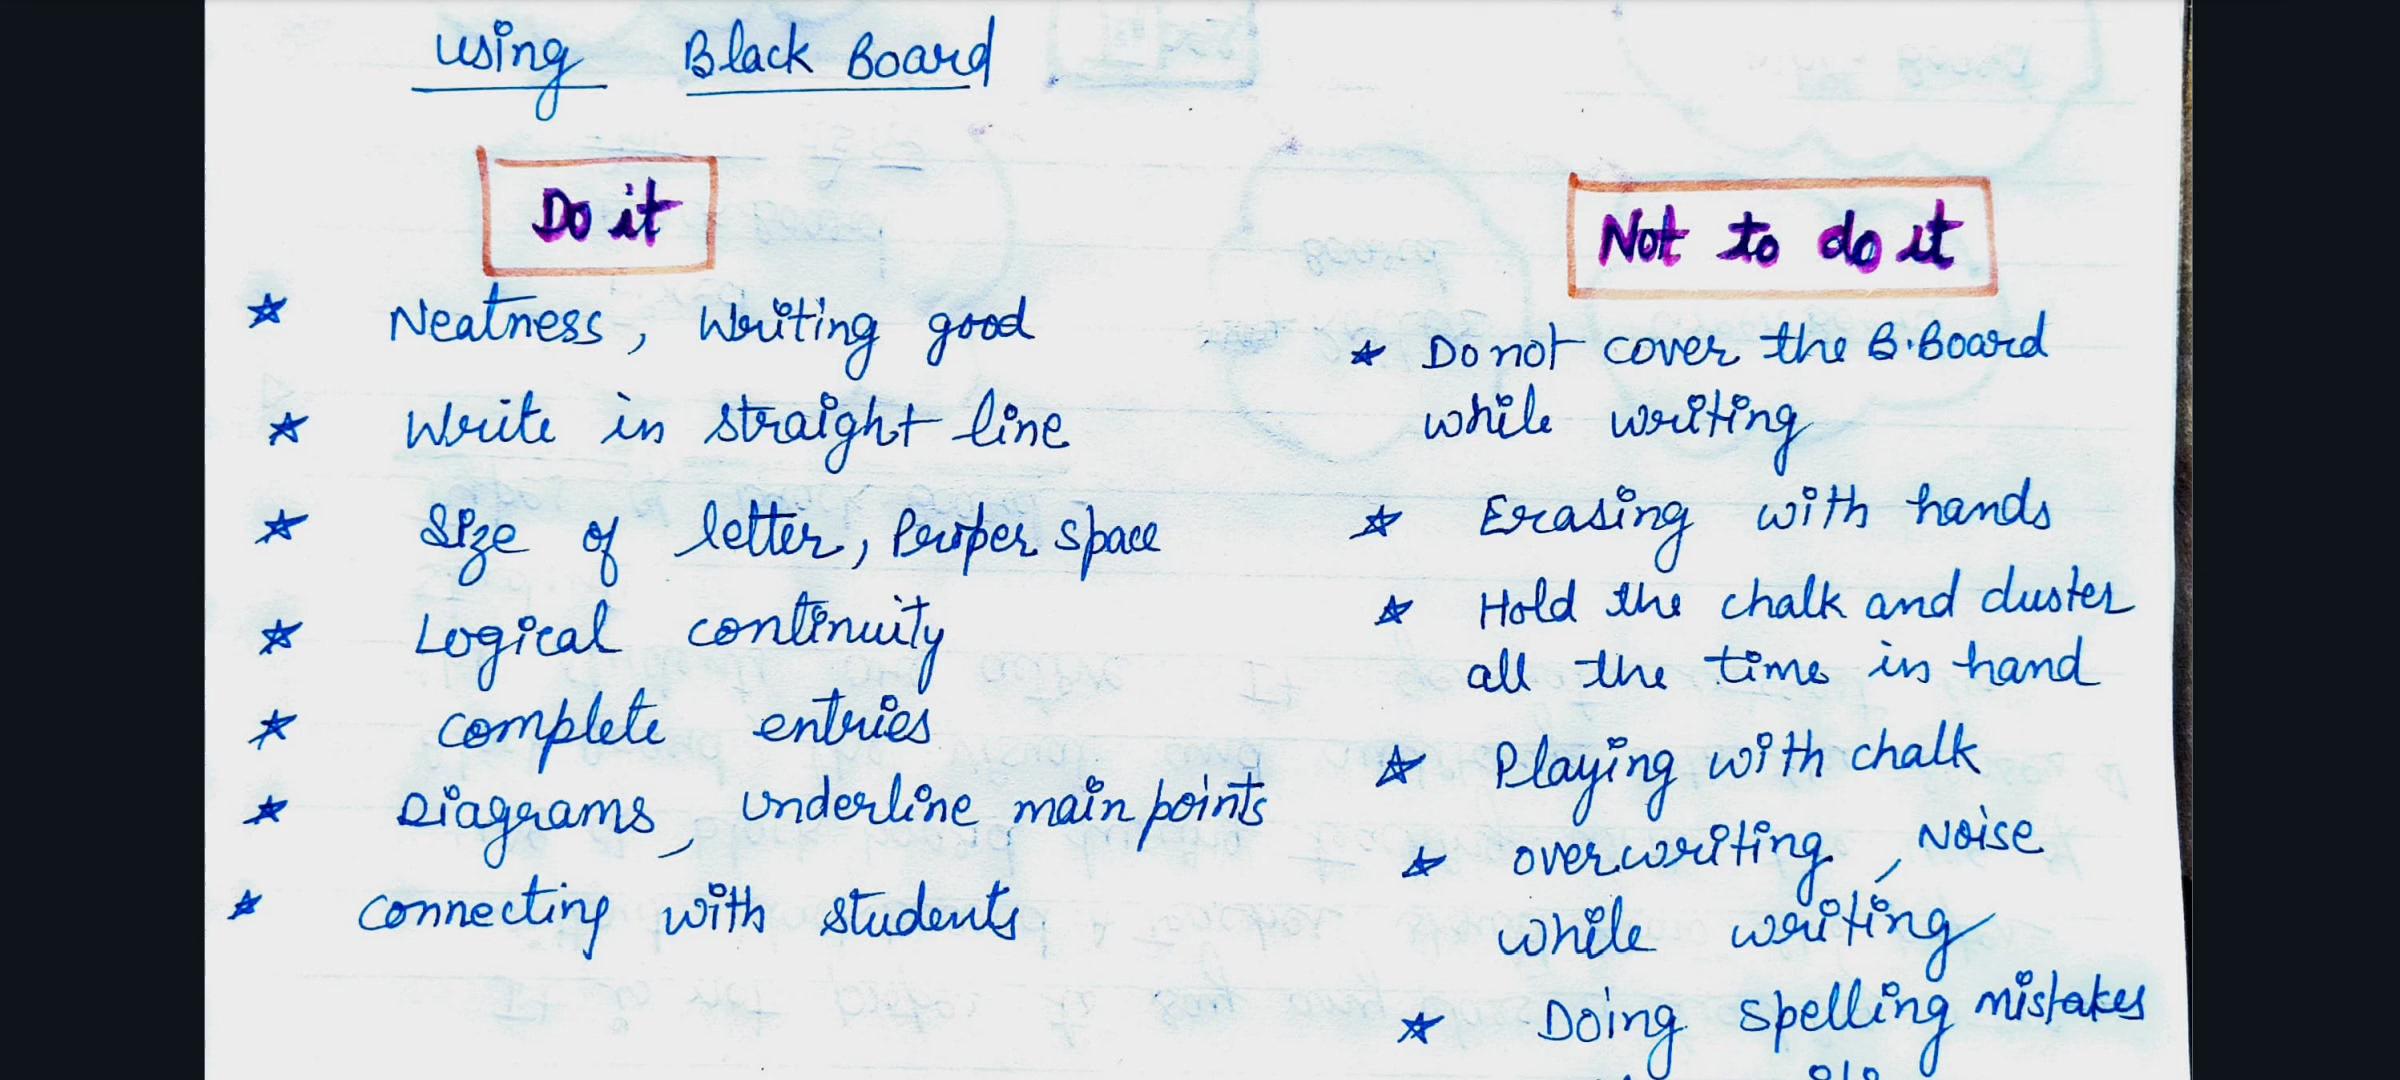 using Black Board
Do it
★ Neatness, Writing good
★ Write in straight line
★ Size of letter, Proper space
★ Logical continuity
★ complete entries
★ Diagrams, underline main points
★ connecting with students.
Not to do it
★ Do not cover the B.Board
while writing
★ Erasing with hands
★ Hold the chalk and duster
all the time in hand
★ Playing with chalk
★ overwriting, Noise
while writing
★ Doing spelling mistakes